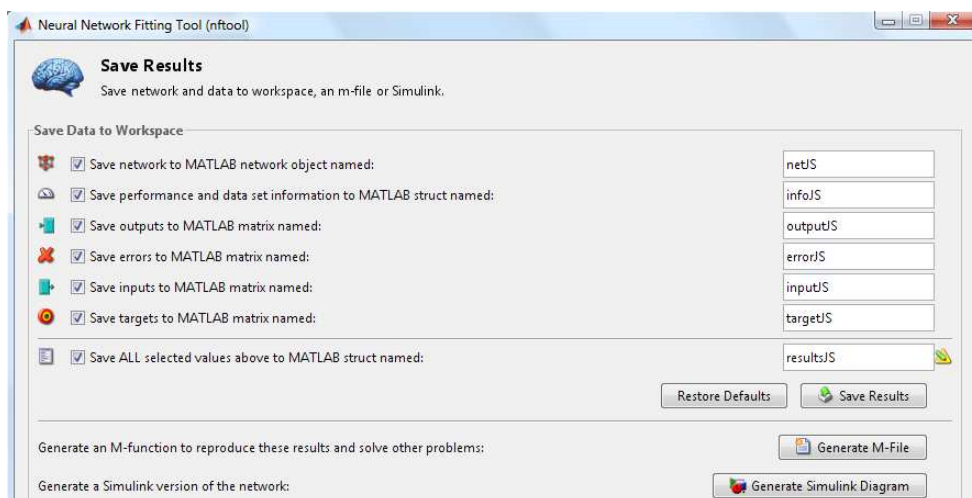 Neural Network Fitting Tool (nftool)
Save Results
Save network and data to workspace, an m-file or Simulink.
Save Data to Workspace
Save network to MATLAB network object named: netJS
Save performance and data set information to MATLAB struct named: infoJS
Save outputs to MATLAB matrix named: outputJS
Save errors to MATLAB matrix named: errorJS
Save inputs to MATLAB matrix named: inputJS
Save targets to MATLAB matrix named: targetJS
Save ALL selected values above to MATLAB struct named: resultsJS
Restore Defaults Save Results
Generate an M-function to reproduce these results and solve other problems: Generate M-File
Generate a Simulink version of the network: Generate Simulink Diagram